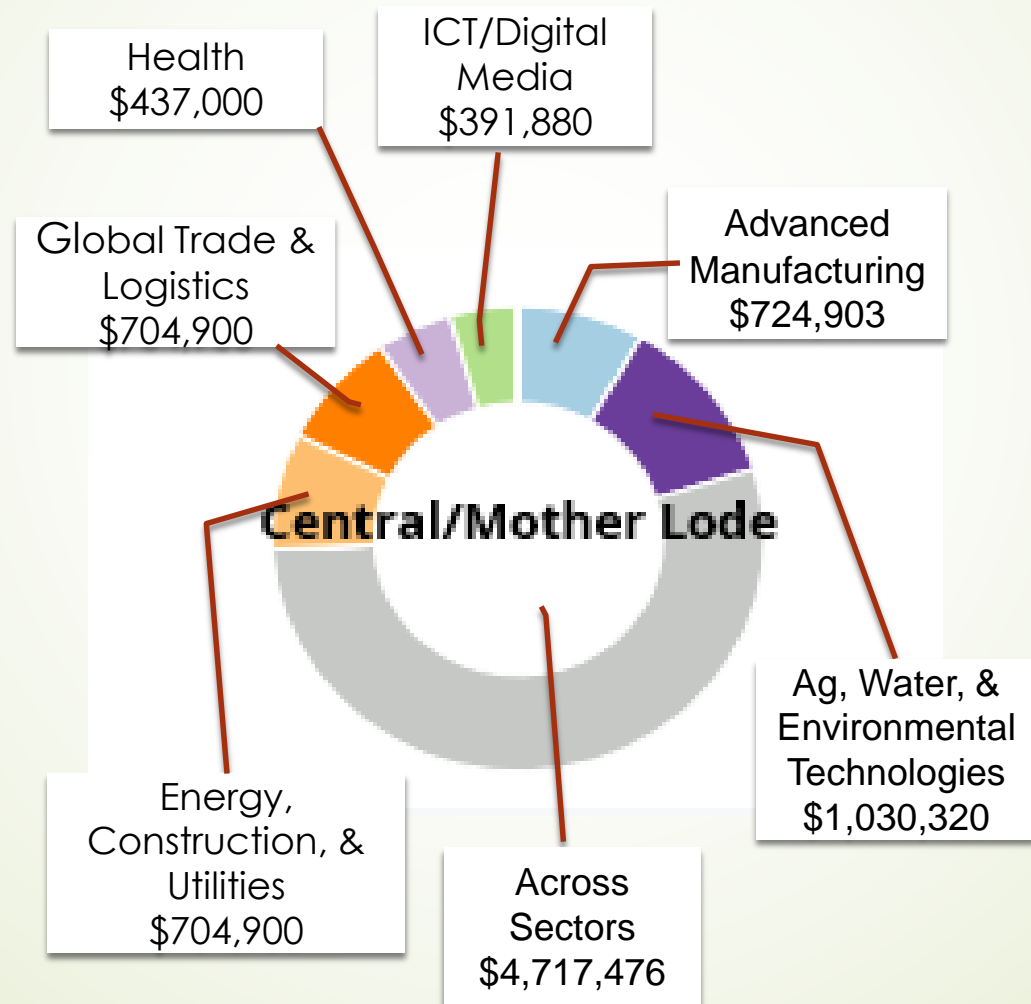 Health
$437,000
ICT/Digital
Media
$391,880
Global Trade &
Logistics
$704,900
Advanced
Manufacturing
$724,903
Central/Mother Lode
Energy,
Construction, &
Utilities
$704,900
Across
Sectors
$4,717,476
Ag, Water, &
Environmental
Technologies
$1,030,320